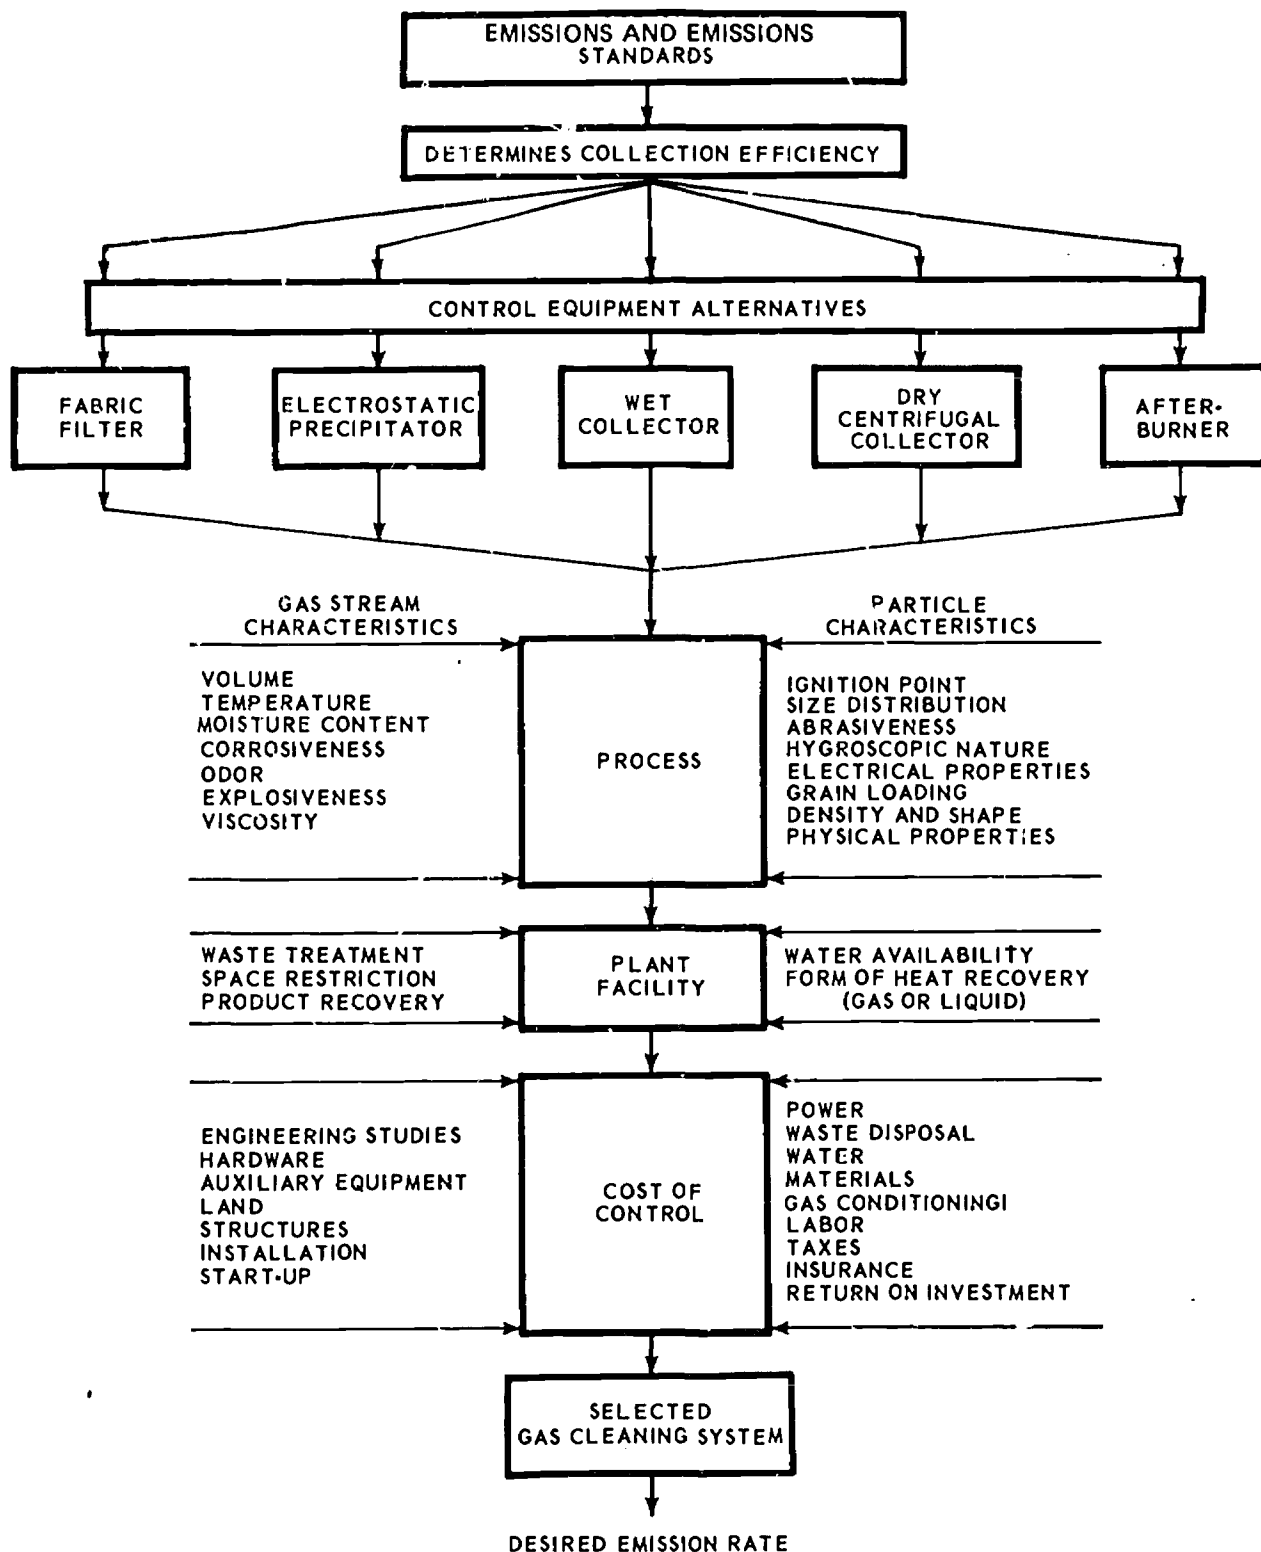 EMISSIONS AND EMISSIONS
STANDARDS
DETERMINES COLLECTION EFFICIENCY
CONTROL EQUIPMENT ALTERNATIVES
FABRIC
FILTER
ELECTROSTATIC
PRECIPITATOR
WET
COLLECTOR
DRY
CENTRIFUGAL
COLLECTOR
AFTER-
BURNER
GAS STREAM
CHARACTERISTICS
PARTICLE
CHARACTERISTICS
VOLUME
TEMPERATURE
MOISTURE CONTENT
CORROSIVENESS
ODOR
EXPLOSIVENESS
VISCOSITY
PROCESS
IGNITION POINT
SIZE DISTRIBUTION
ABRASIVENESS
HYGROSCOPIC NATURE
ELECTRICAL PROPERTIES
GRAIN LOADING
DENSITY AND SHAPE
PHYSICAL PROPERTIES
WASTE TREATMENT
SPACE RESTRICTION
PRODUCT RECOVERY
PLANT
FACILITY
WATER AVAILABILITY
FORM OF HEAT RECOVERY
(GAS OR LIQUID)
ENGINEERING STUDIES
HARDWARE
AUXILIARY EQUIPMENT
LAND
STRUCTURES
INSTALLATION
START-UP
COST OF
CONTROL
POWER
WASTE DISPOSAL
WATER
MATERIALS
GAS CONDITIONINGI
LABOR
TAXES
INSURANCE
RETURN ON INVESTMENT
SELECTED
GAS CLEANING SYSTEM
DESIRED EMISSION RATE